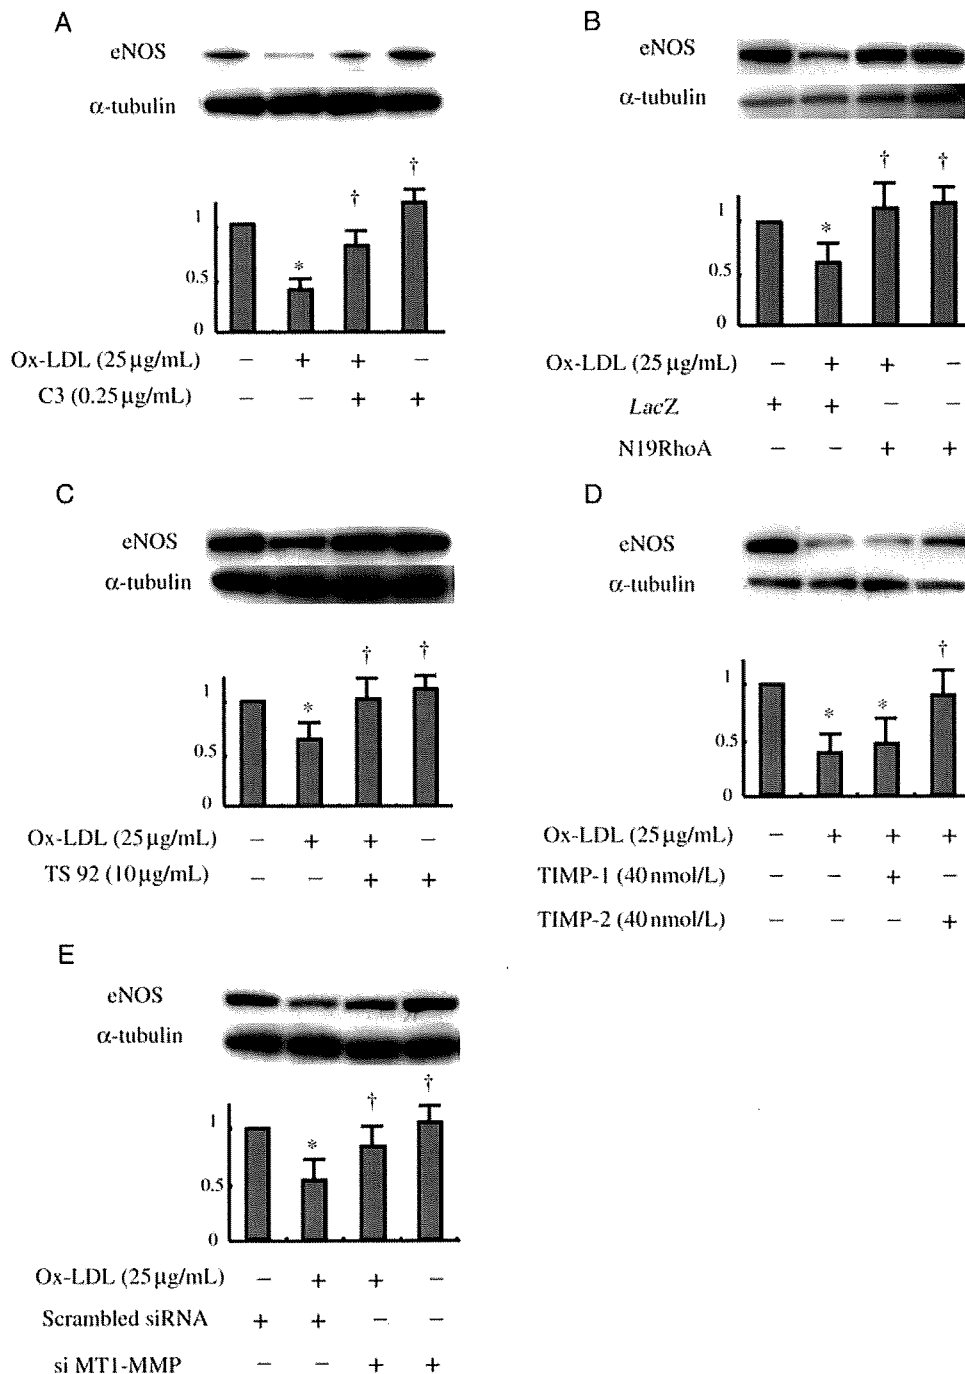 A
eNOS
α-tubulin
* † †
1
0.5
0
Ox-LDL (25 μg/mL) − + + −
C3 (0.25 μg/mL) − − + +
B
eNOS
α-tubulin
* † †
1
0.5
0
Ox-LDL (25 μg/mL) − + + −
LacZ + + − −
N19RhoA − − + +
C
eNOS
α-tubulin
* † †
1
0.5
0
Ox-LDL (25 μg/mL) − + + −
TS 92 (10 μg/mL) − − + +
D
eNOS
α-tubulin
* * †
1
0.5
0
Ox-LDL (25 μg/mL) − + + +
TIMP-1 (40 nmol/L) − − + −
TIMP-2 (40 nmol/L) − − − +
E
eNOS
α-tubulin
* † †
1
0.5
0
Ox-LDL (25 μg/mL) − + + −
Scrambled siRNA + + − −
si MT1-MMP − − + +